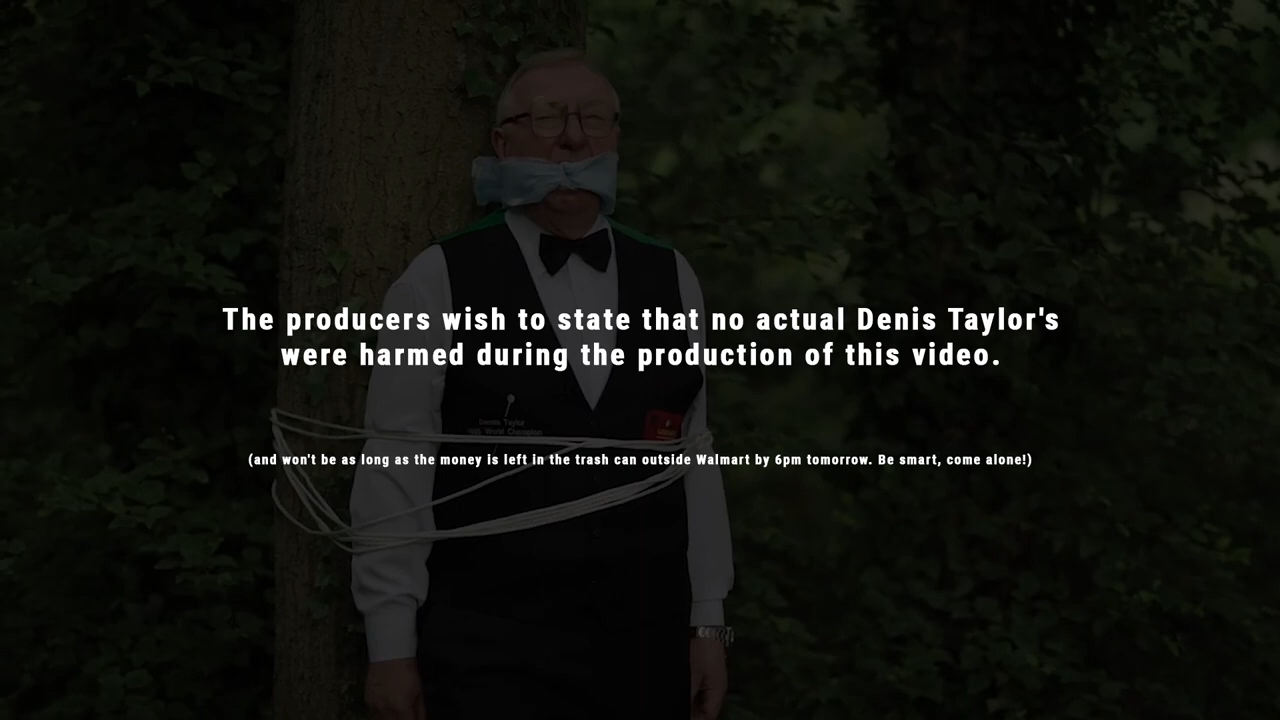 The producers wish to state that no actual Denis Taylor's
were harmed during the production of this video.
Dennis Taylor
World Champion
(and won't be as long as the money is left in the trash can outside Walmart by 6pm tomorrow. Be smart, come alone!)